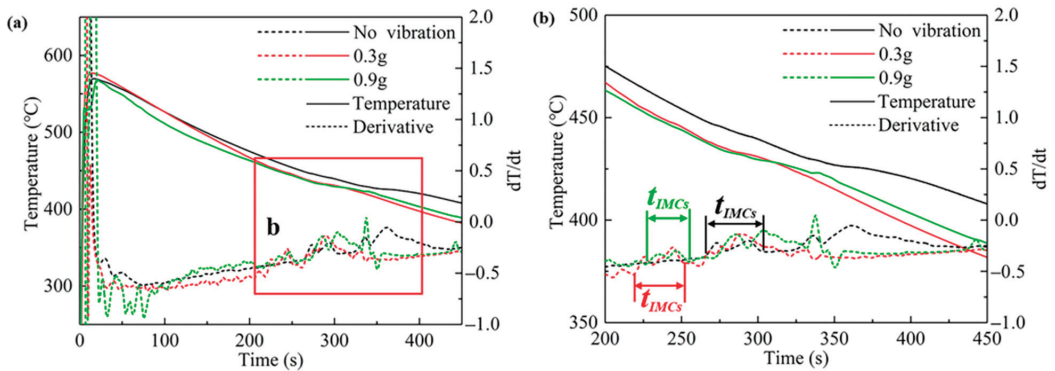 (a)
No vibration
0.3g
0.9g
Temperature
Derivative
b
Temperature (℃)
600
500
400
300
2.0
1.5
1.0
0.5
0.0
−0.5
−1.0
dT/dt
0 50 100 150 200 250 300 350 400 450
Time (s)
(b)
No vibration
0.3g
0.9g
Temperature
Derivative
tIMCs
tIMCs
tIMCs
Temperature (℃)
500
450
400
350
2.0
1.5
1.0
0.5
0.0
−0.5
−1.0
dT/dt
200 250 300 350 400 450
Time (s)